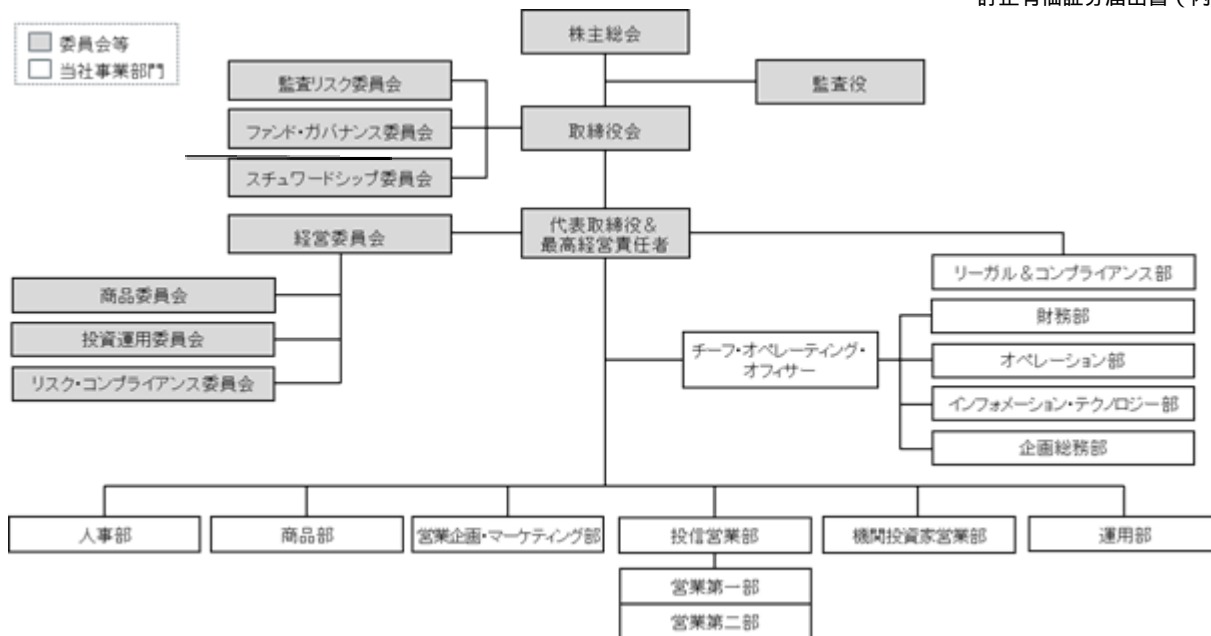 訂正有価証券届出書(内
委員会等
当社事業部門
株主総会
監査リスク委員会
監査役
ファンド・ガバナンス委員会
取締役会
スチュワードシップ委員会
経営委員会
代表取締役&
最高経営責任者
リーガル&コンプライアンス部
商品委員会
財務部
投資運用委員会
チーフ・オペレーティング・
オフィサー
オペレーション部
リスク・コンプライアンス委員会
インフォメーション・テクノロジー部
企画総務部
人事部
商品部
営業企画・マーケティング部
投信営業部
機関投資家営業部
運用部
営業第一部
営業第二部